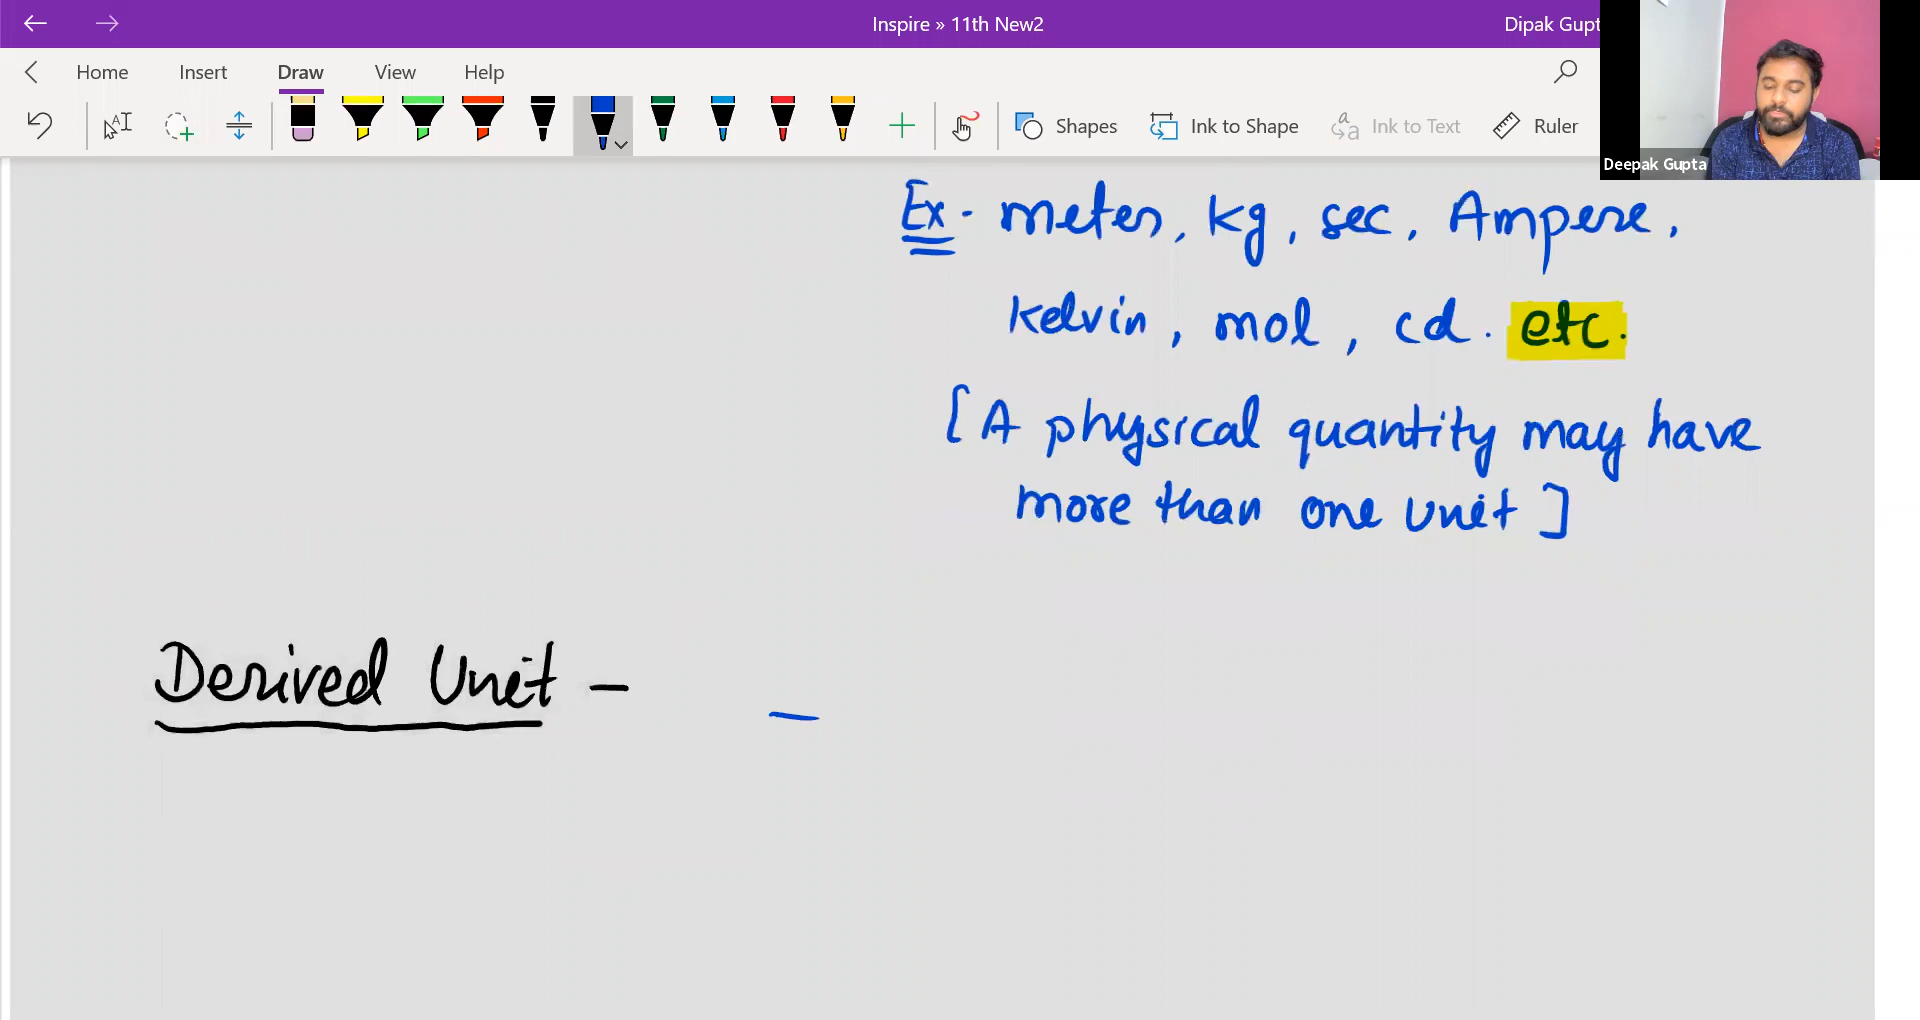 Inspire » 11th New2
Dipak Gupt
Home Insert Draw View Help
Shapes Ink to Shape Ink to Text Ruler
Deepak Gupta
Ex - meter, kg, sec, Ampere,
kelvin, mol, cd. etc.
[A physical quantity may have
more than one unit]
Derived Unit –
–